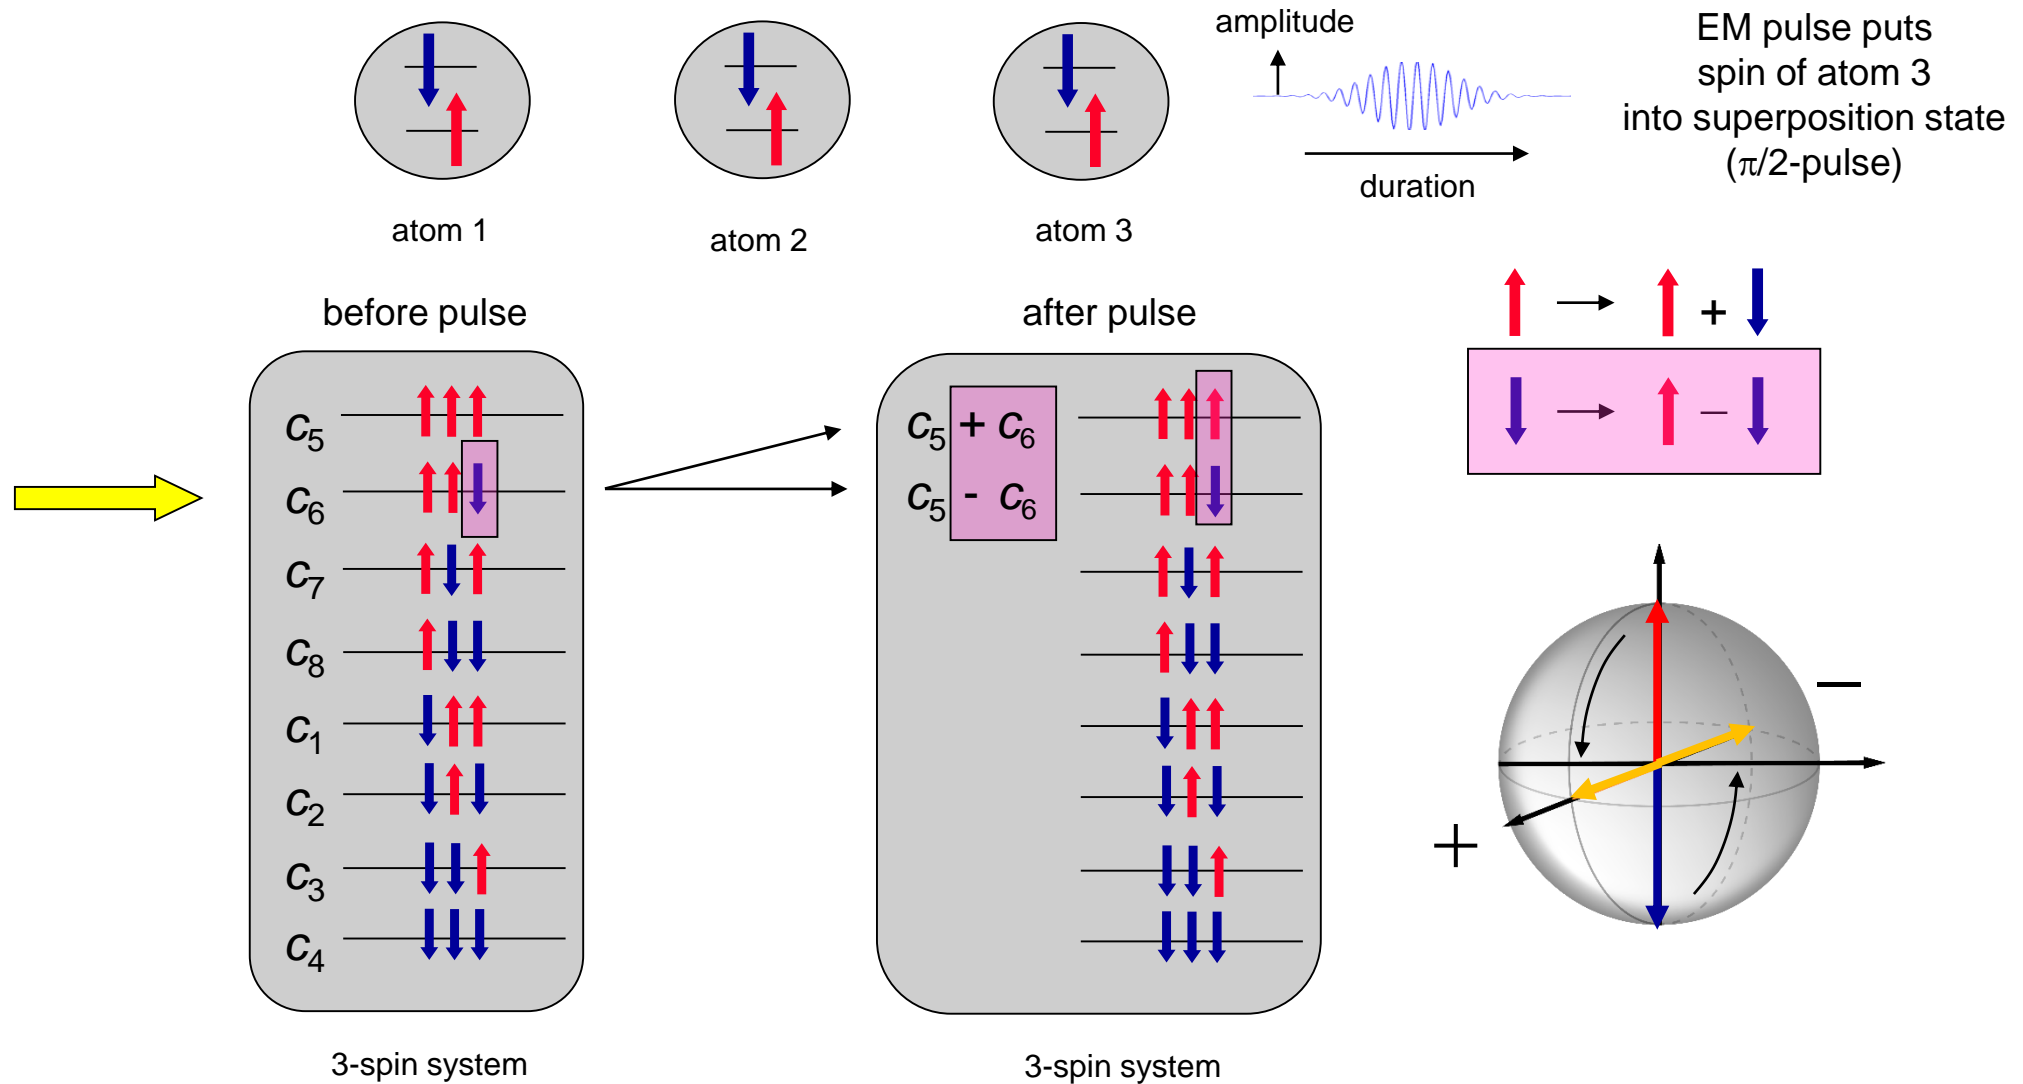 amplitude
EM pulse puts
spin of atom 3
into superposition state
(π/2-pulse)
duration
atom 1
atom 2
atom 3
before pulse
after pulse
+
c5
c6
c7
c8
c1
c2
c3
c4
c5 + c6
c5 - c6
–
–
+
3-spin system
3-spin system